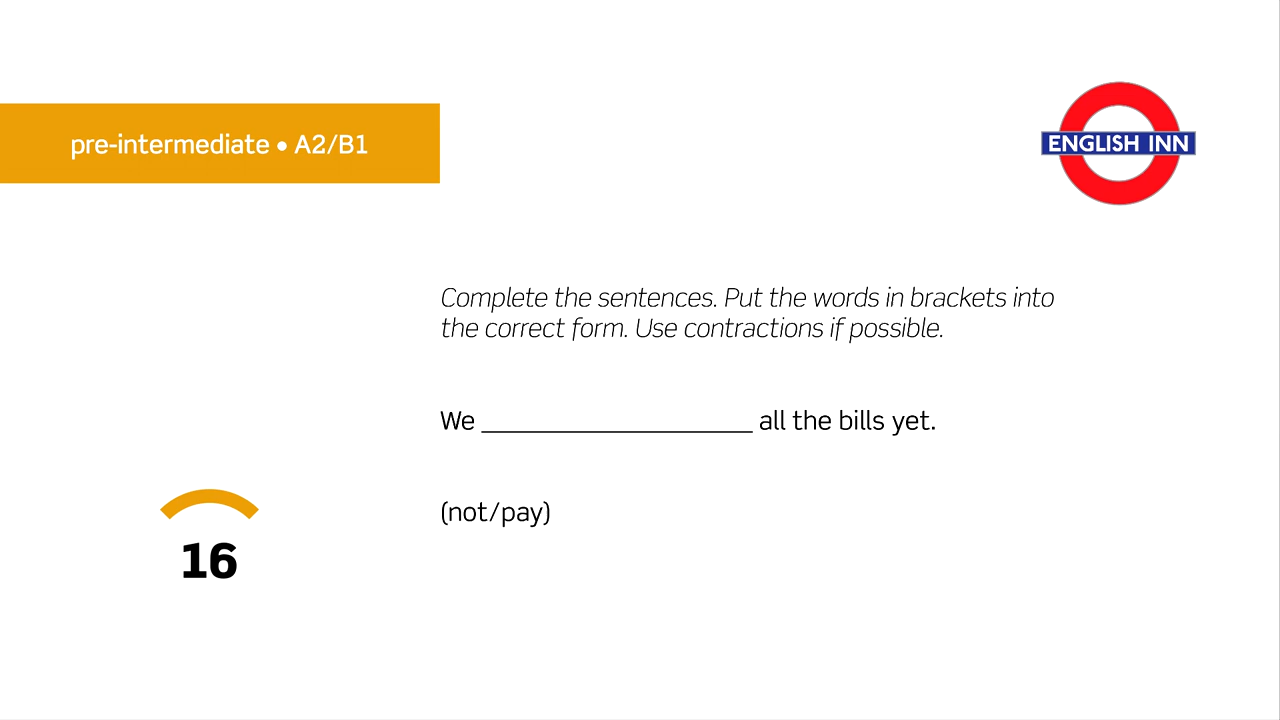 pre-intermediate • A2/B1
ENGLISH INN
Complete the sentences. Put the words in brackets into
the correct form. Use contractions if possible.
We ____________________ all the bills yet.
(not/pay)
16